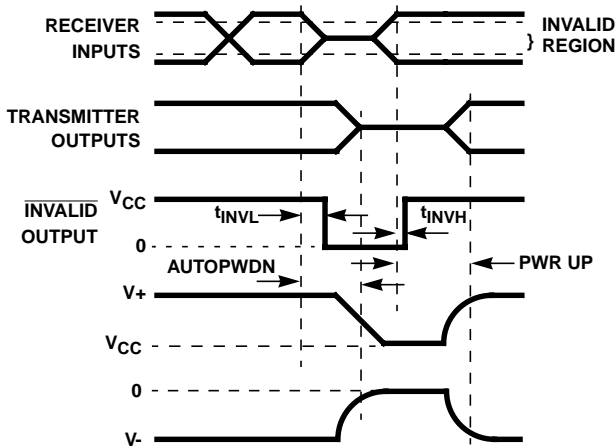 RECEIVER
INPUTS
INVALID
} REGION
TRANSMITTER
OUTPUTS
INVALID
OUTPUT
VCC
0
tINVL
tINVH
AUTOPWDN
PWR UP
V+
VCC
0
V-